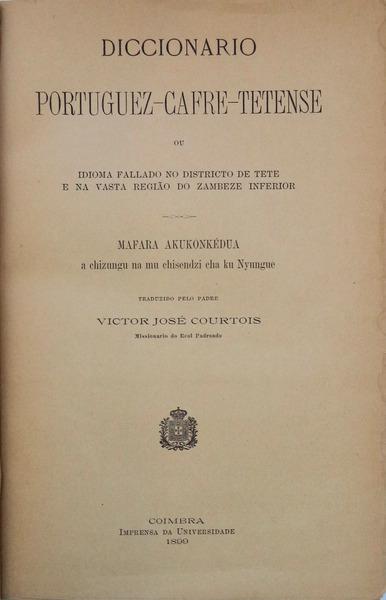 DICCIONARIO
PORTUGUEZ-CAFRE-TETENSE
OU
IDIOMA FALLADO NO DISTRICTO DE TETE
E NA VASTA REGIÃO DO ZAMBEZE INFERIOR
MAFARA AKUKONKÉDUA
a chizungu na mu chisendzi cha ku Nyungue
TRADUZIDO PELO PADRE
VICTOR JOSÉ COURTOIS
Missionario do Real Padroado
COIMBRA
IMPRENSA DA UNIVERSIDADE
1899